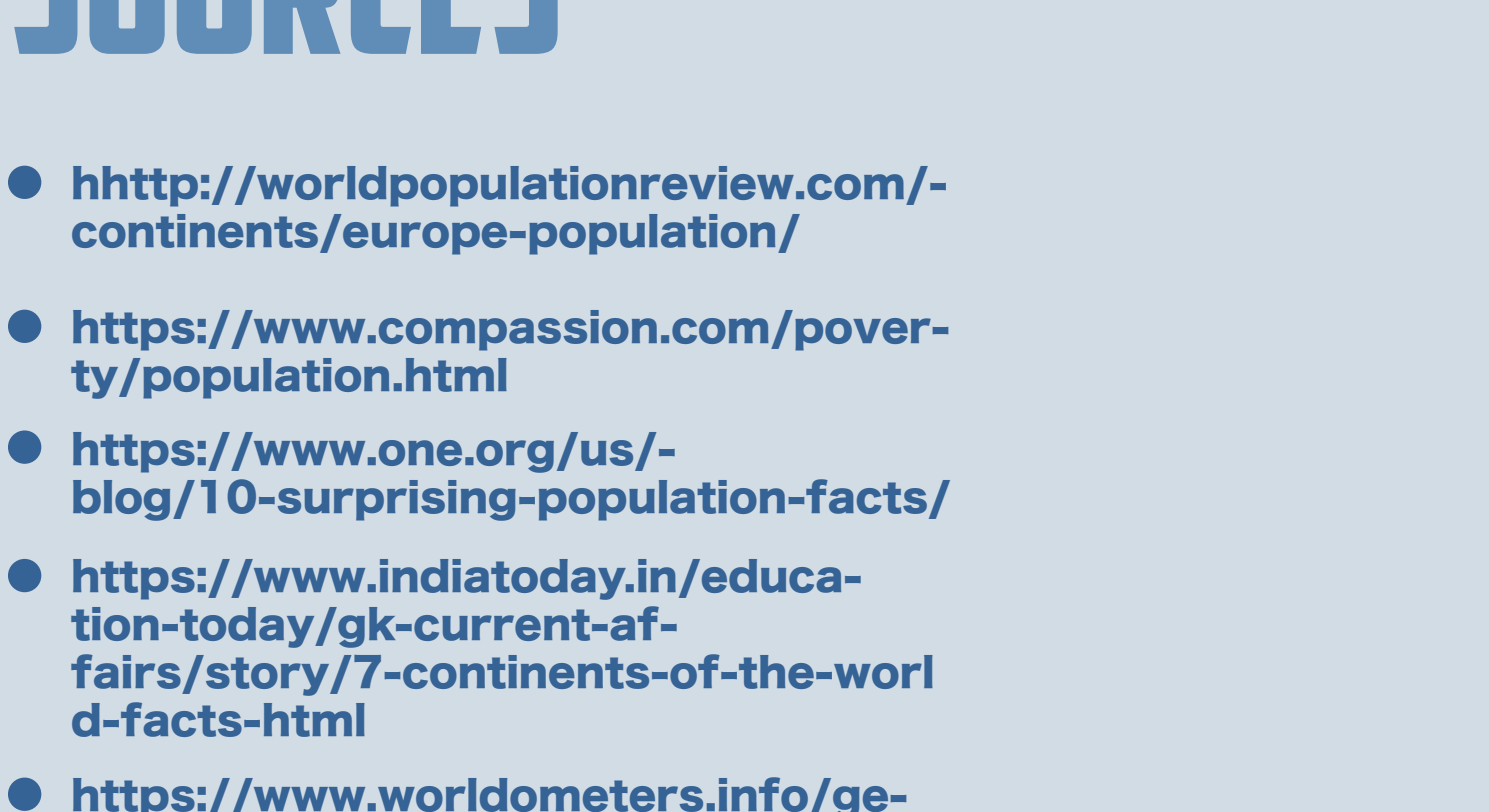 SOURCES
hhttp://worldpopulationreview.com/-
continents/europe-population/
https://www.compassion.com/pover-
ty/population.html
https://www.one.org/us/-
blog/10-surprising-population-facts/
https://www.indiatoday.in/educa-
tion-today/gk-current-af-
fairs/story/7-continents-of-the-worl
d-facts-html
https://www.worldometers.info/ge-